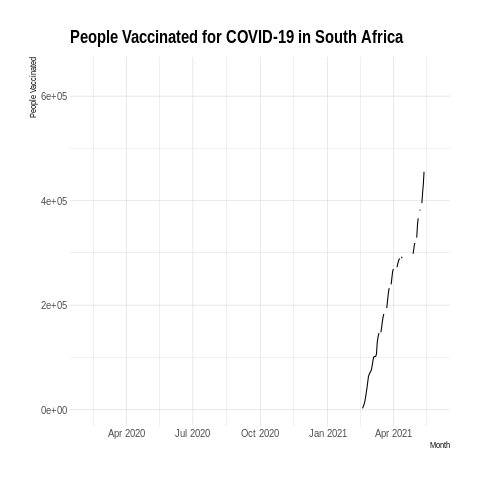 People Vaccinated for COVID-19 in South Africa
People Vaccinated
6e+05
4e+05
2e+05
0e+00
Apr 2020 Jul 2020 Oct 2020 Jan 2021 Apr 2021
Month